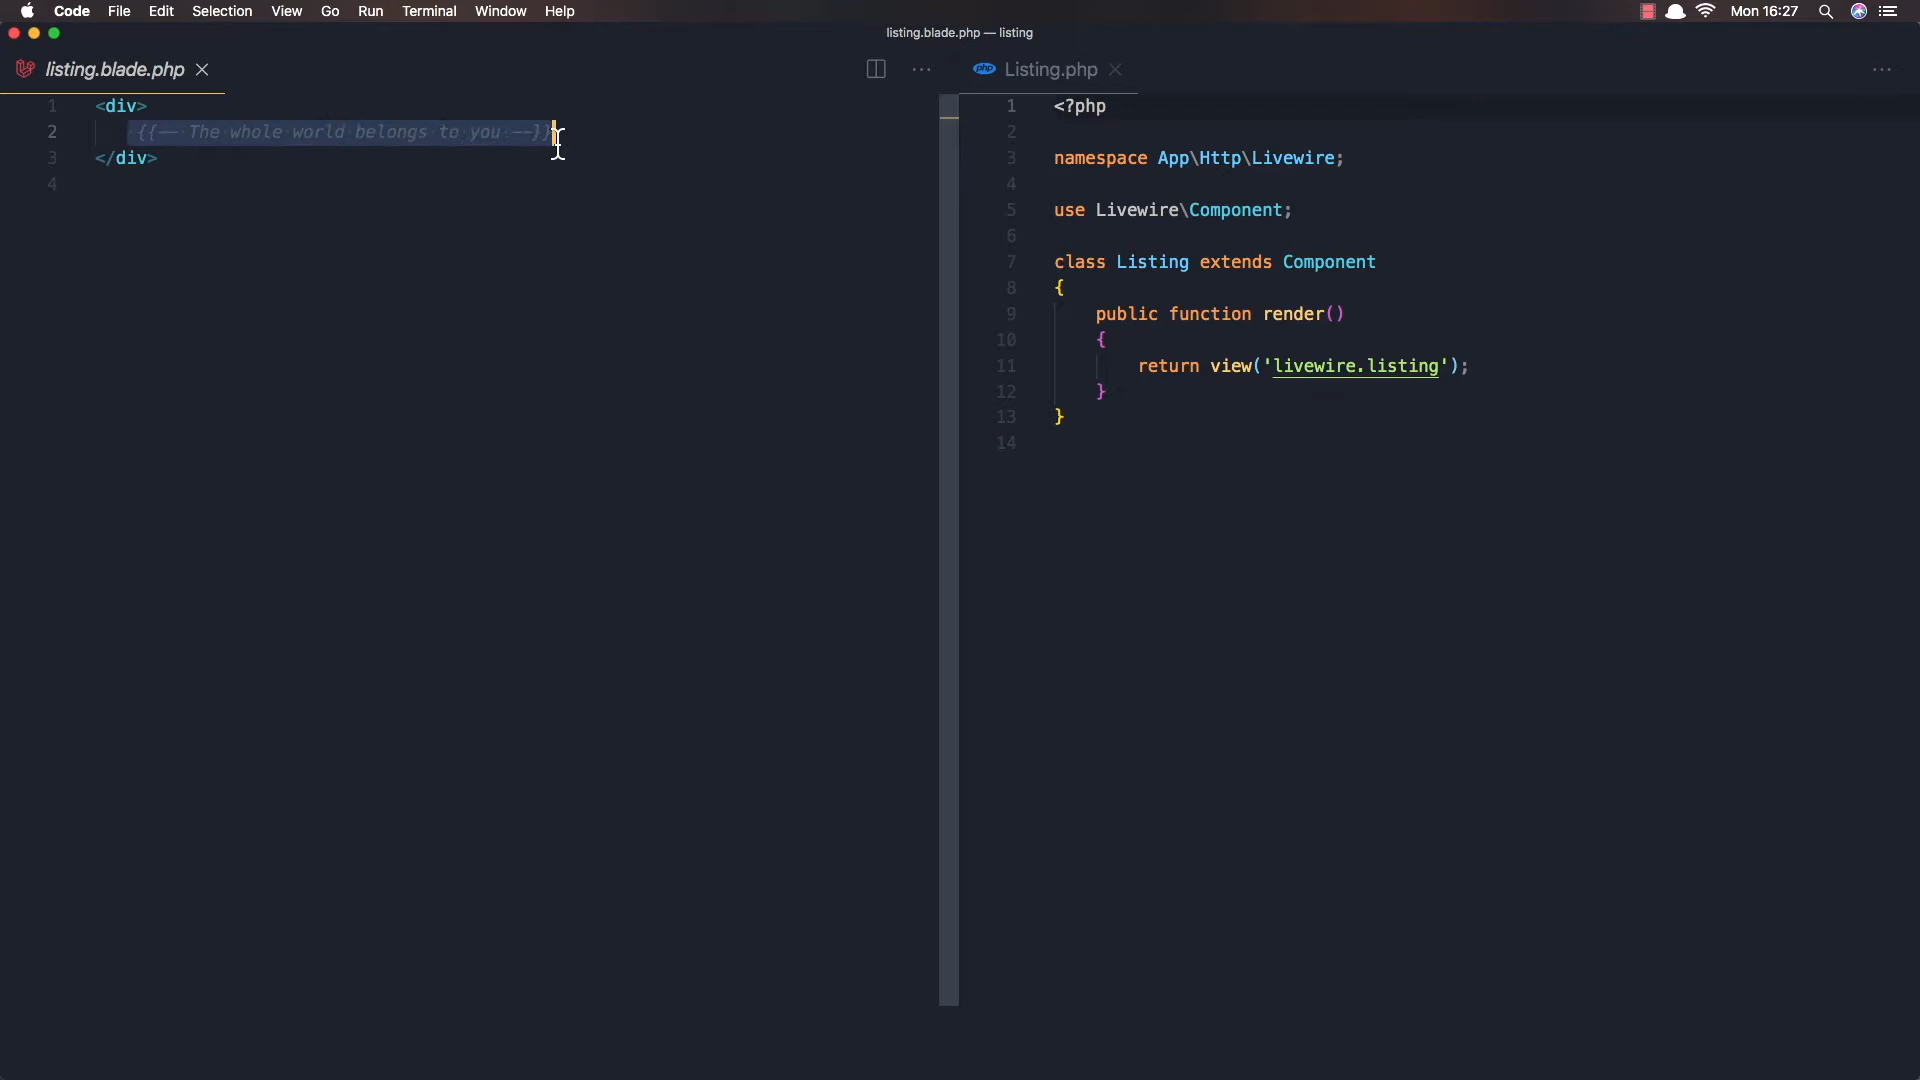 Code File Edit Selection View Go Run Terminal Window Help Mon 16:27
listing.blade.php — listing
listing.blade.php
1 <div>
2 {{-- The whole world belongs to you --}}
3 </div>
4
php Listing.php
1 <?php
2
3 namespace App\Http\Livewire;
4
5 use Livewire\Component;
6
7 class Listing extends Component
8 {
9 public function render()
10 {
11 return view('livewire.listing');
12 }
13 }
14